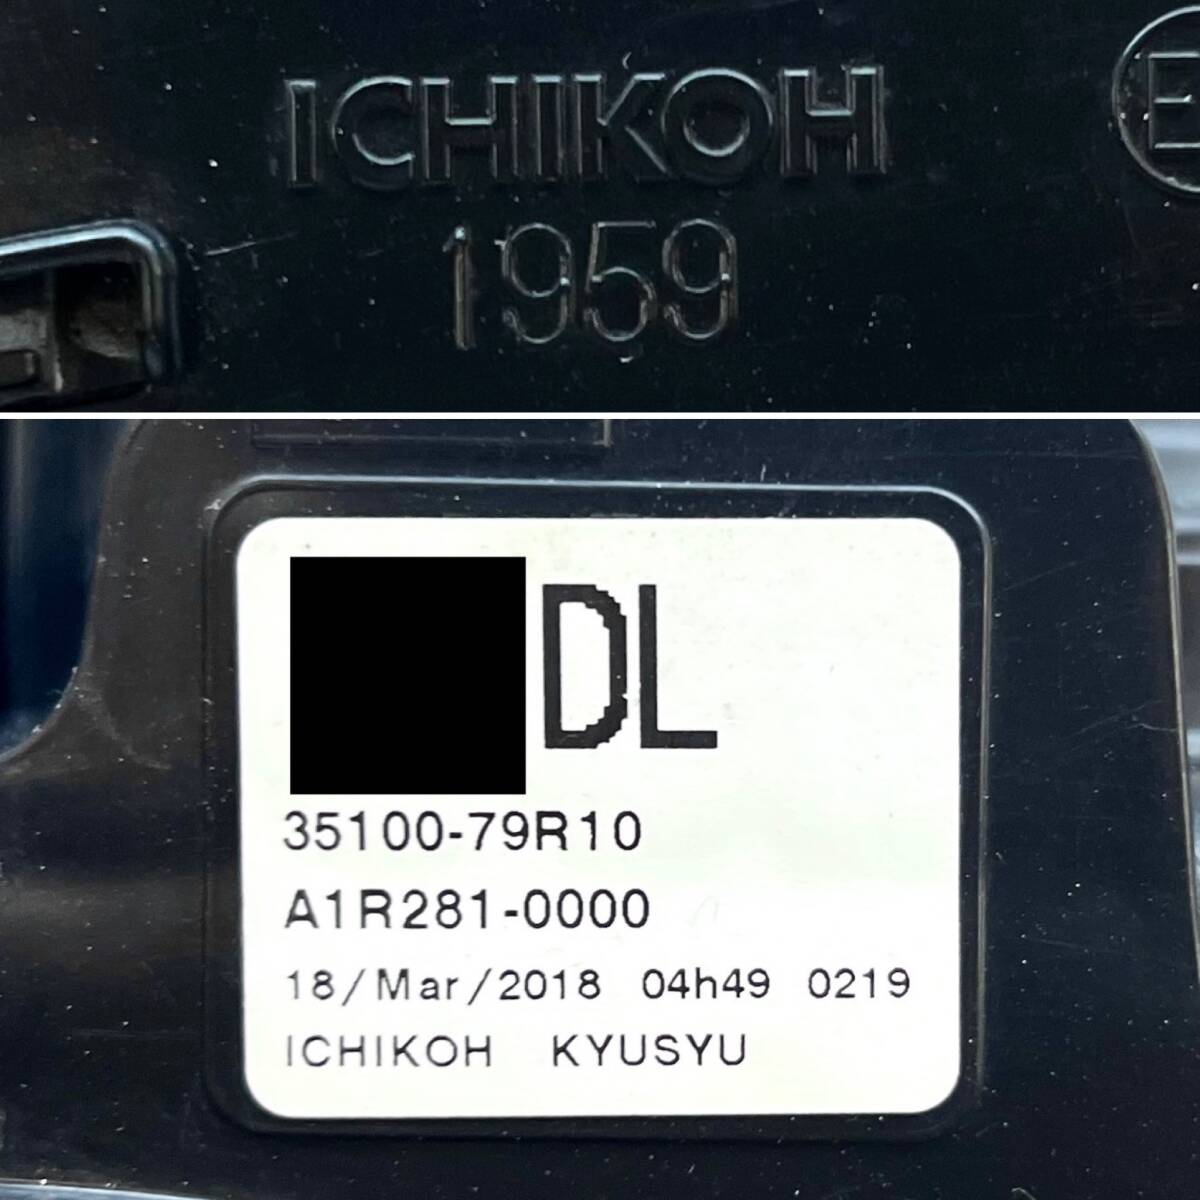 ICHIKOH
1959
E
DL
35100-79R10
A1R281-0000
18/Mar/2018 04h49 0219
ICHIKOH KYUSYU